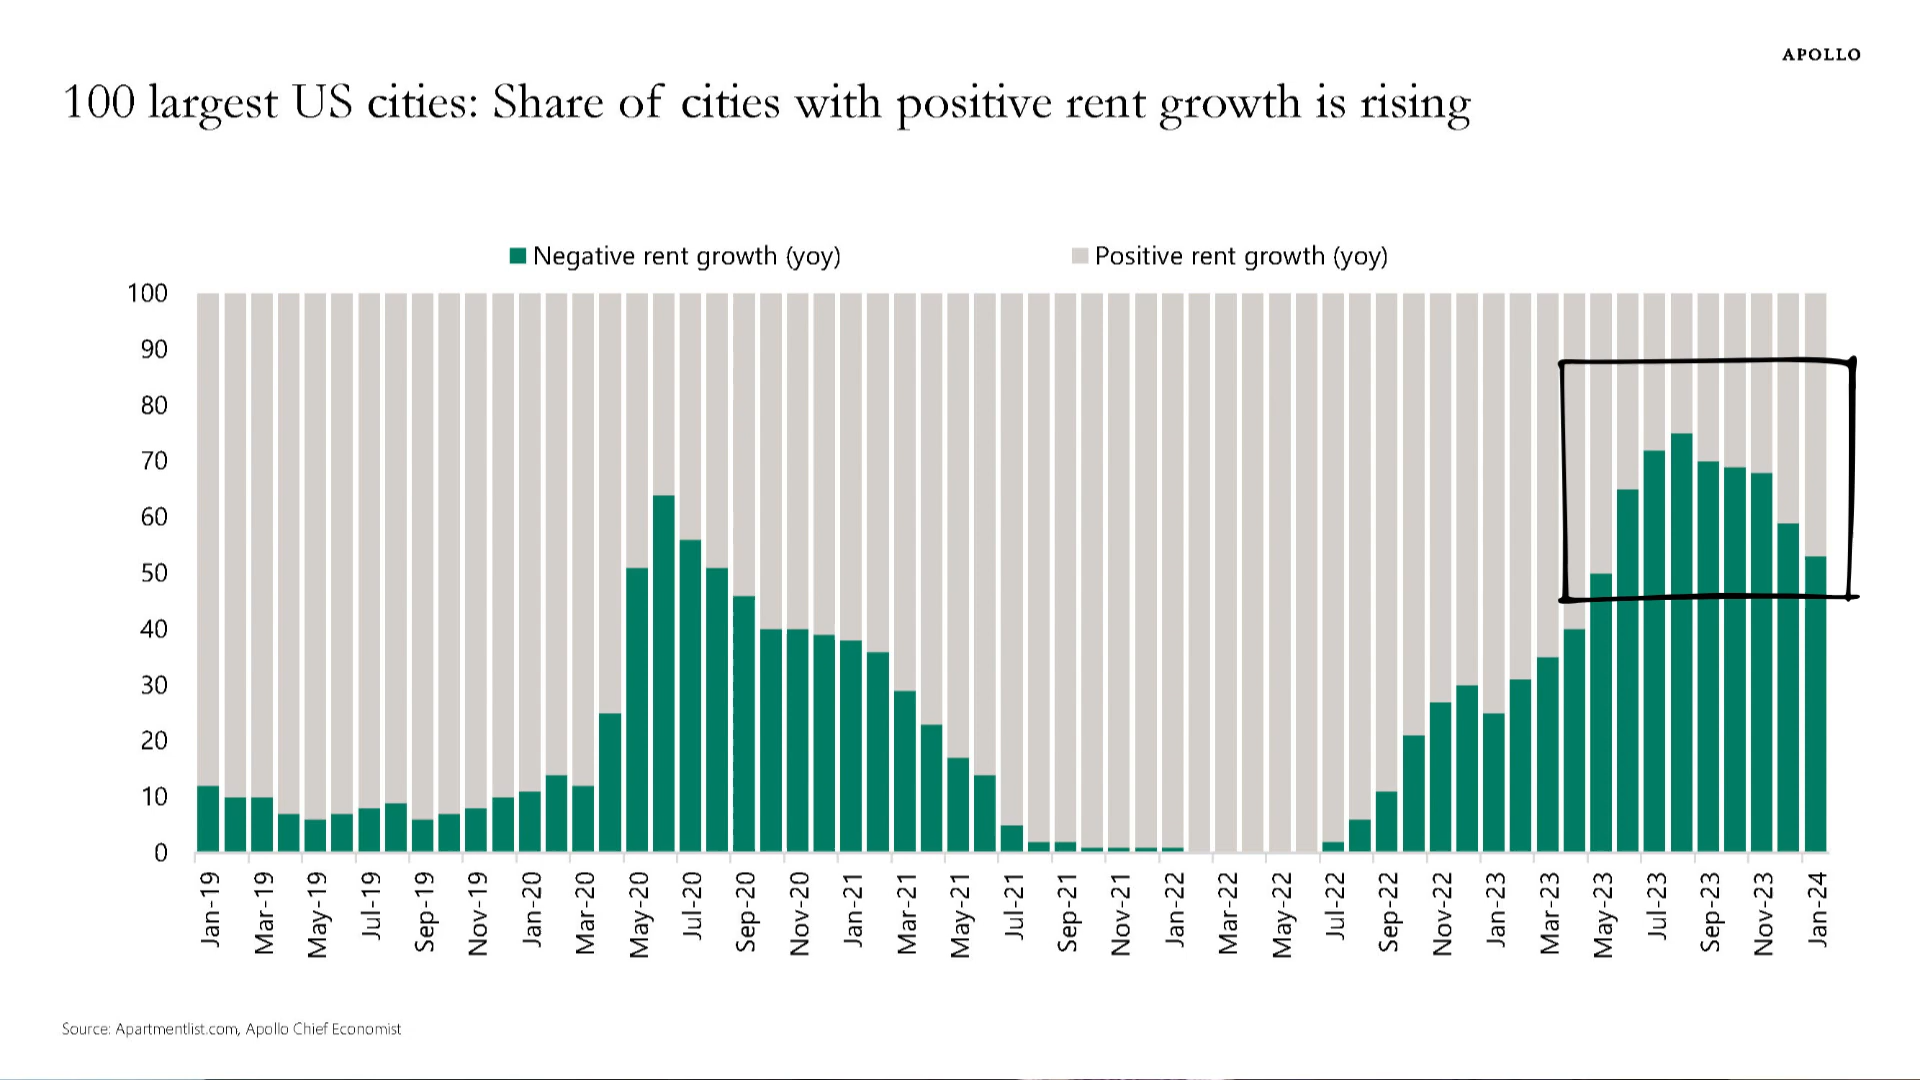 APOLLO
100 largest US cities: Share of cities with positive rent growth is rising
Negative rent growth (yoy) Positive rent growth (yoy)
100
90
80
70
60
50
40
30
20
10
0
Jan-19 Mar-19 May-19 Jul-19 Sep-19 Nov-19 Jan-20 Mar-20 May-20 Jul-20 Sep-20 Nov-20 Jan-21 Mar-21 May-21 Jul-21 Sep-21 Nov-21 Jan-22 Mar-22 May-22 Jul-22 Sep-22 Nov-22 Jan-23 Mar-23 May-23 Jul-23 Sep-23 Nov-23 Jan-24
Source: Apartmentlist.com, Apollo Chief Economist